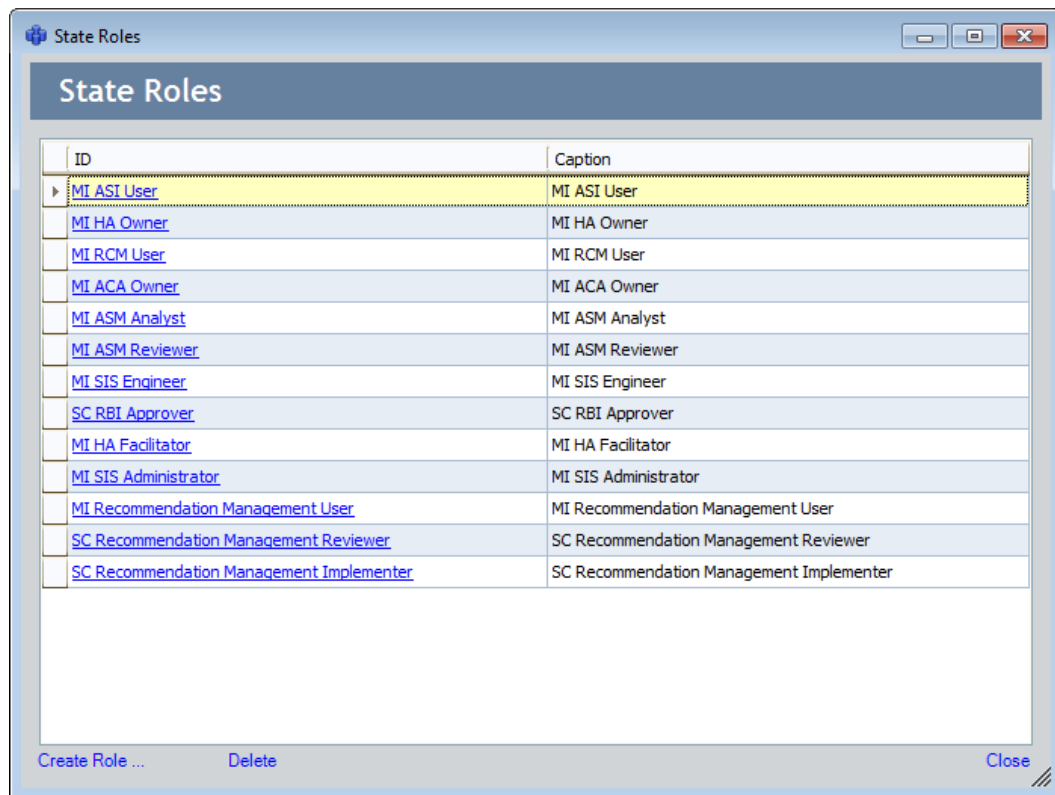 State Roles
State Roles
ID Caption
MI ASI User MI ASI User
MI HA Owner MI HA Owner
MI RCM User MI RCM User
MI ACA Owner MI ACA Owner
MI ASM Analyst MI ASM Analyst
MI ASM Reviewer MI ASM Reviewer
MI SIS Engineer MI SIS Engineer
SC RBI Approver SC RBI Approver
MI HA Facilitator MI HA Facilitator
MI SIS Administrator MI SIS Administrator
MI Recommendation Management User MI Recommendation Management User
SC Recommendation Management Reviewer SC Recommendation Management Reviewer
SC Recommendation Management Implementer SC Recommendation Management Implementer
Create Role ... Delete Close